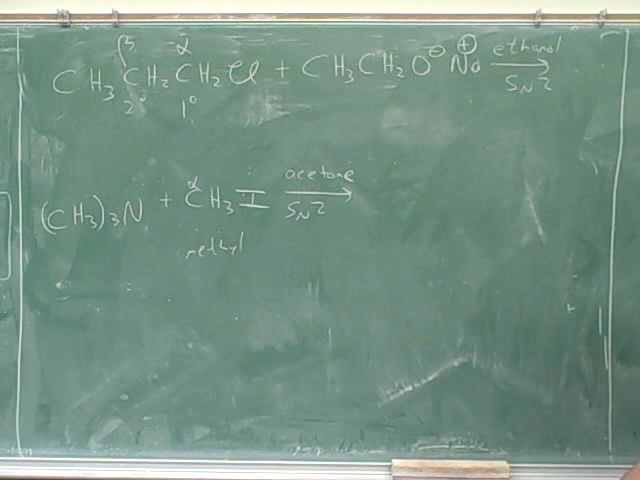 β α
CH₃CH₂CH₂Cl + CH₃CH₂O⊖ Na⊕ ethanol
2° 1° SN2
α acetone
(CH₃)₃N + CH₃I SN2
methyl